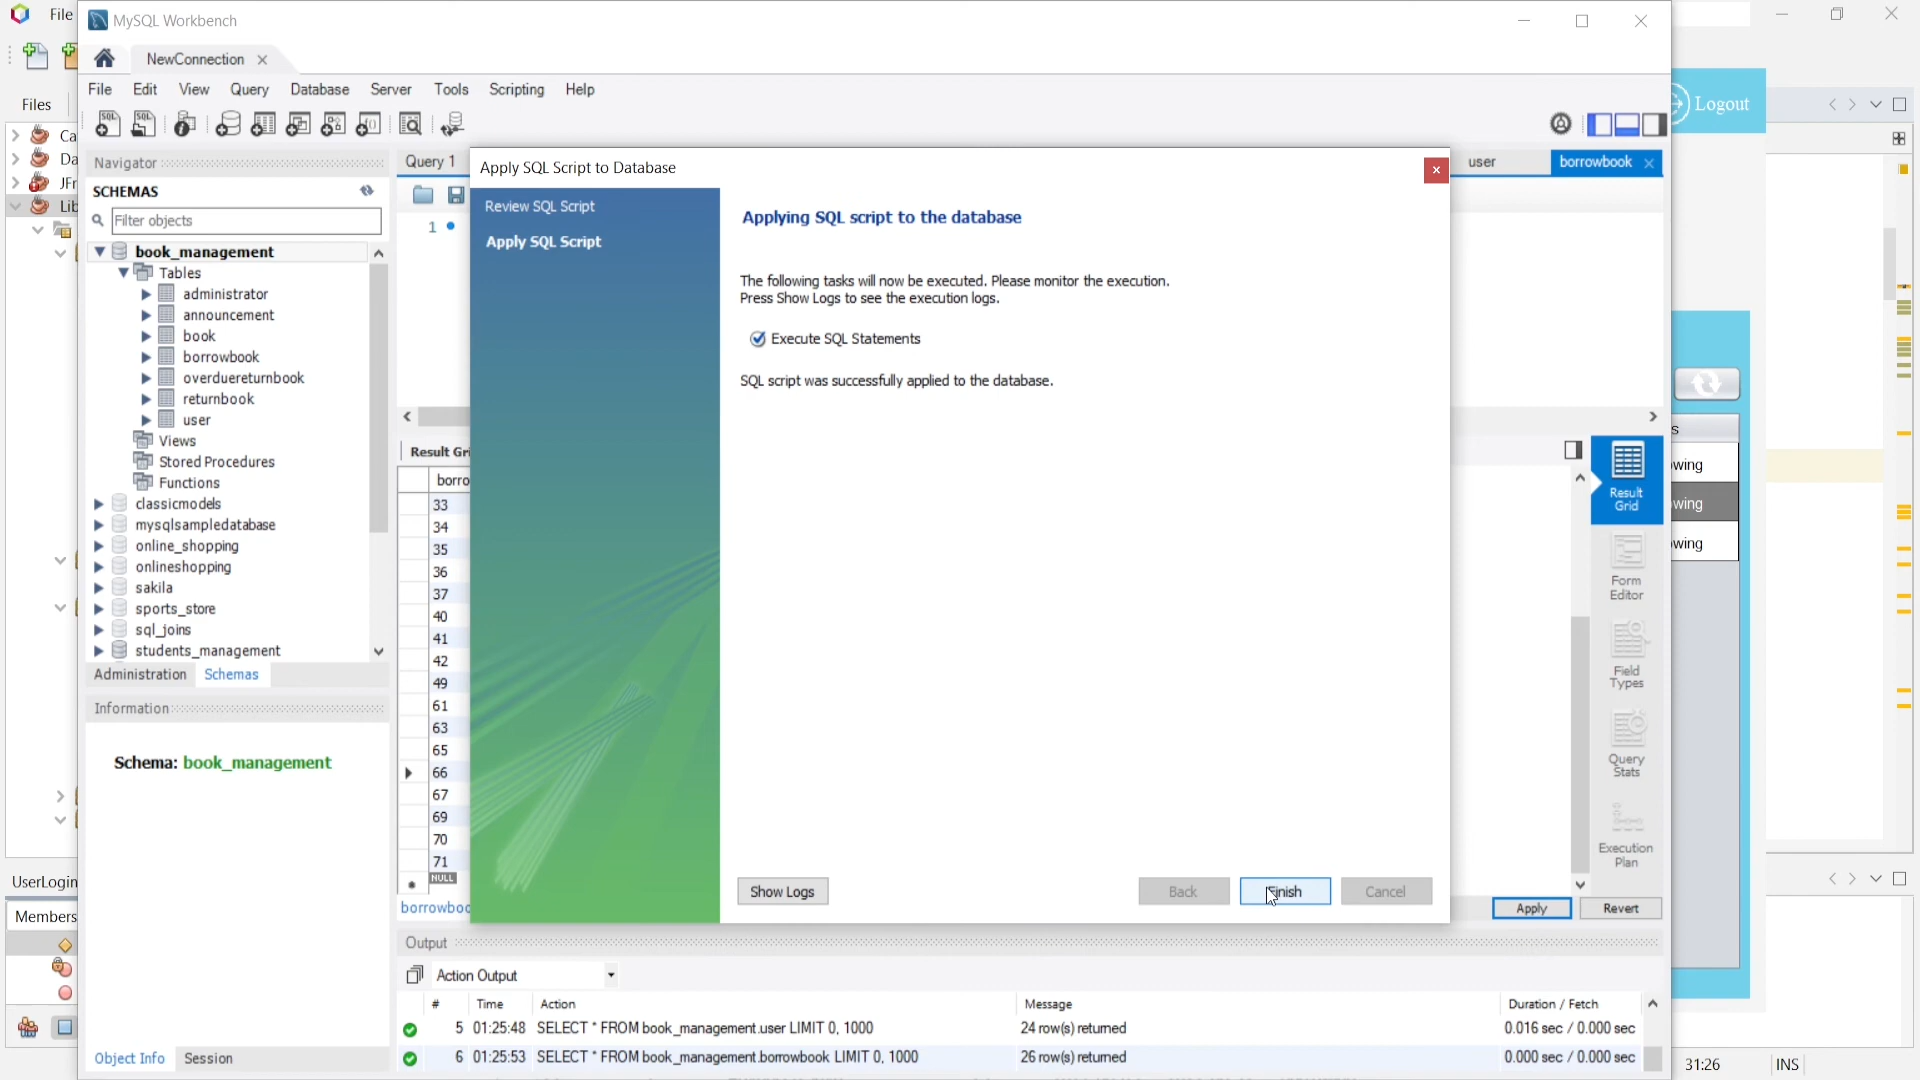 File
MySQL Workbench
NewConnection
File Edit View Query Database Server Tools Scripting Help
Logout
Files
Navigator
SCHEMAS
Filter objects
book_management
Tables
administrator
announcement
book
borrowbook
overduereturnbook
returnbook
user
Views
Stored Procedures
Functions
classicmodels
mysqlsampledatabase
online_shopping
onlineshopping
sakila
sports_store
sql_joins
students_management
Administration Schemas
Information
Schema: book_management
Object Info Session
UserLogin
Members
Query 1
user
borrowbook
1
Apply SQL Script to Database
Review SQL Script
Apply SQL Script
Applying SQL script to the database
The following tasks will now be executed. Please monitor the execution.
Press Show Logs to see the execution logs.
Execute SQL Statements
SQL script was successfully applied to the database.
Show Logs
Back
Finish
Cancel
Result Gri
borro
33
34
35
36
37
40
41
42
49
61
63
65
66
67
69
70
71
NULL
borrowboo
Result
Grid
Form
Editor
Field
Types
Query
Stats
Execution
Plan
Apply
Revert
s
wing
wing
wing
Output
Action Output
# Time Action Message Duration / Fetch
5 01:25:48 SELECT * FROM book_management.user LIMIT 0, 1000 24 row(s) returned 0.016 sec / 0.000 sec
6 01:25:53 SELECT * FROM book_management.borrowbook LIMIT 0, 1000 26 row(s) returned 0.000 sec / 0.000 sec
31:26
INS